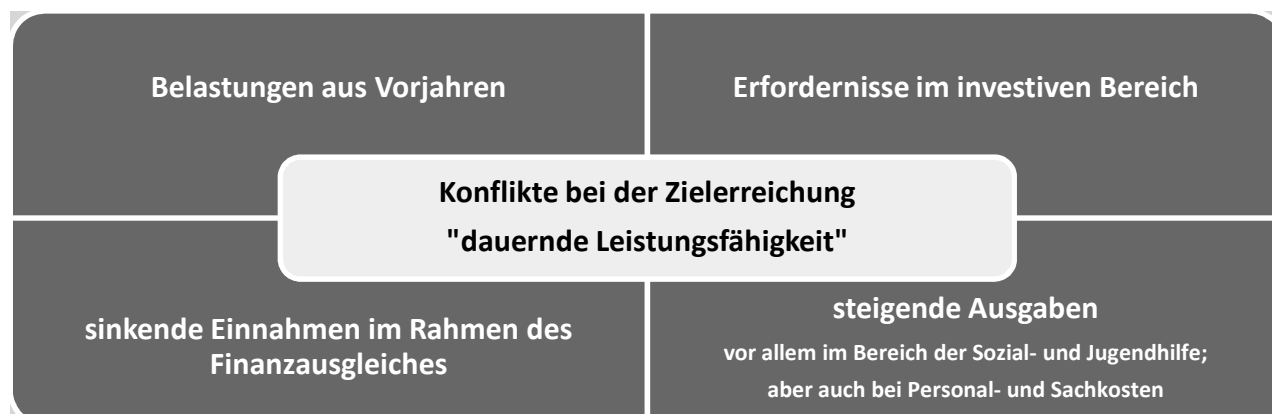 Belastungen aus Vorjahren
Erfordernisse im investiven Bereich
Konflikte bei der Zielerreichung
"dauernde Leistungsfähigkeit"
sinkende Einnahmen im Rahmen des
Finanzausgleiches
steigende Ausgaben
vor allem im Bereich der Sozial- und Jugendhilfe;
aber auch bei Personal- und Sachkosten